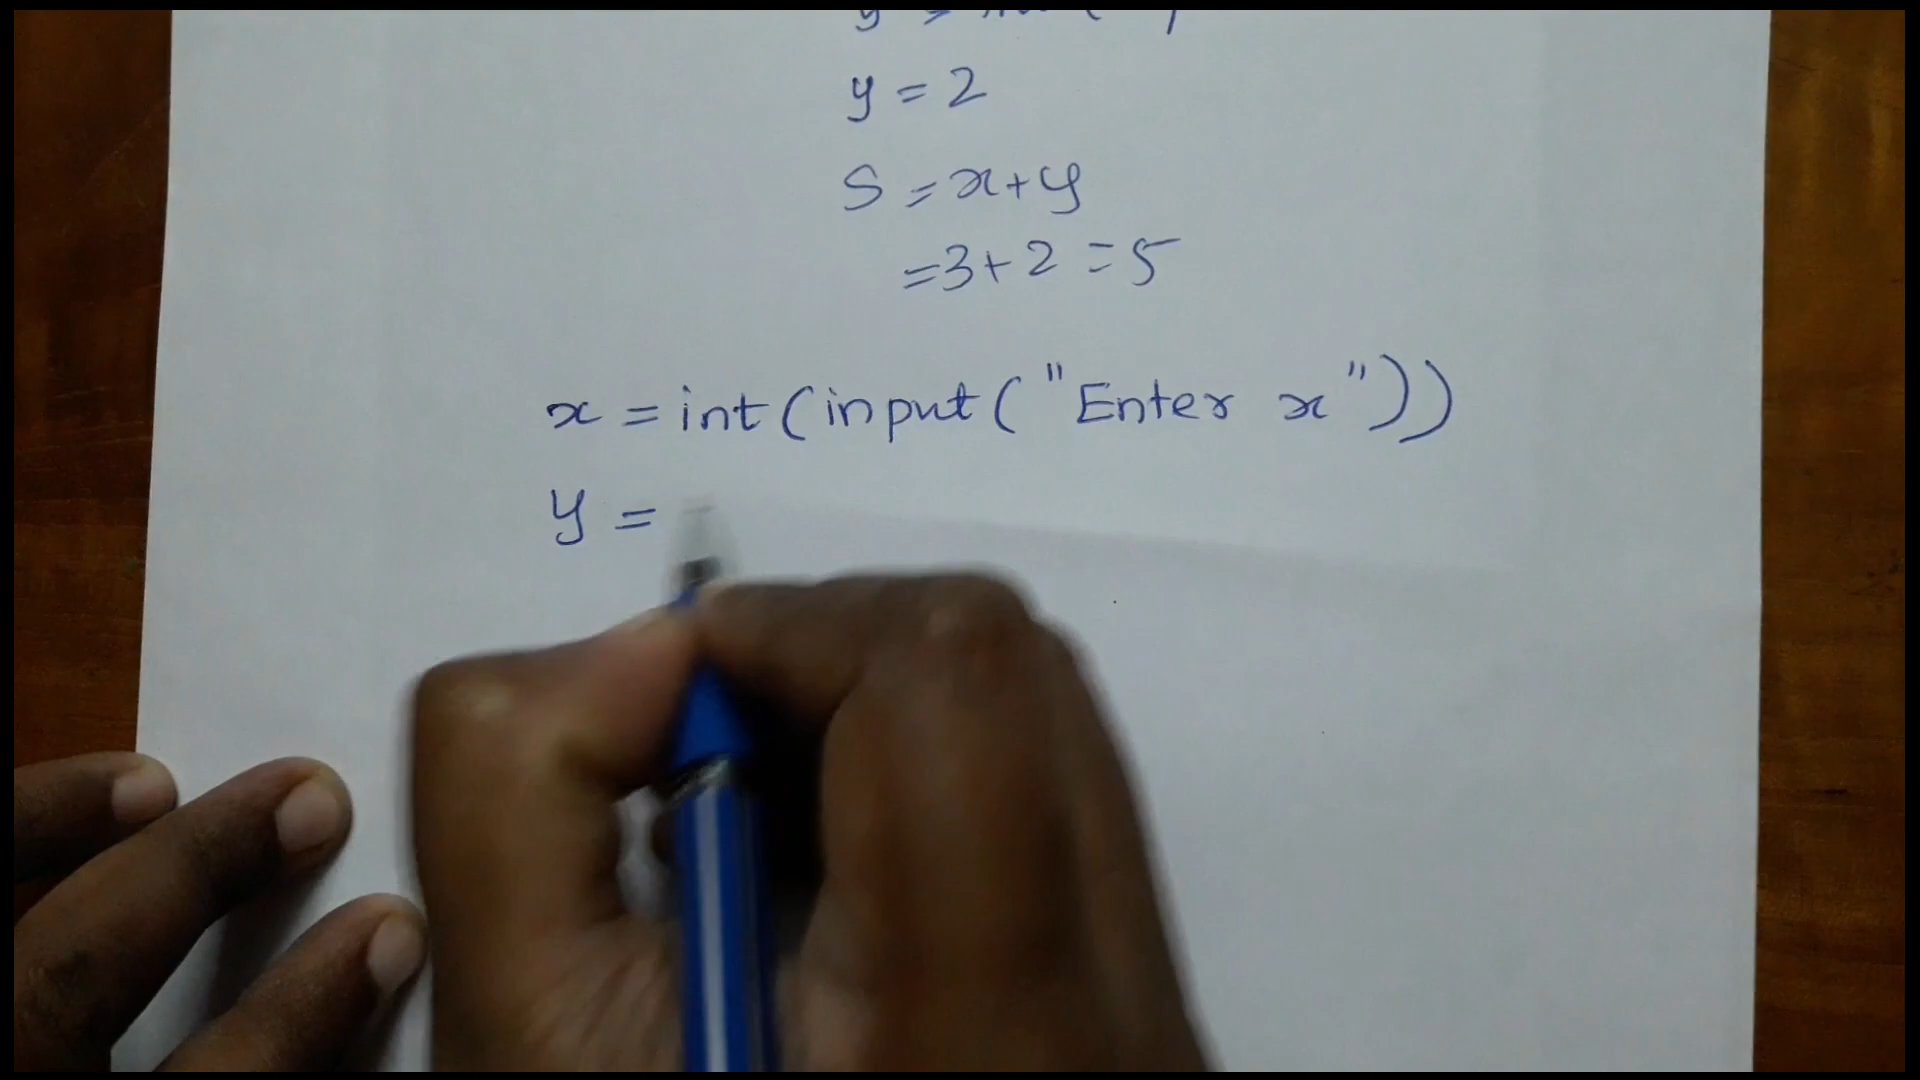 y = 2
S = x+y
= 3+2 = 5
x = int(input("Enter x"))
y =